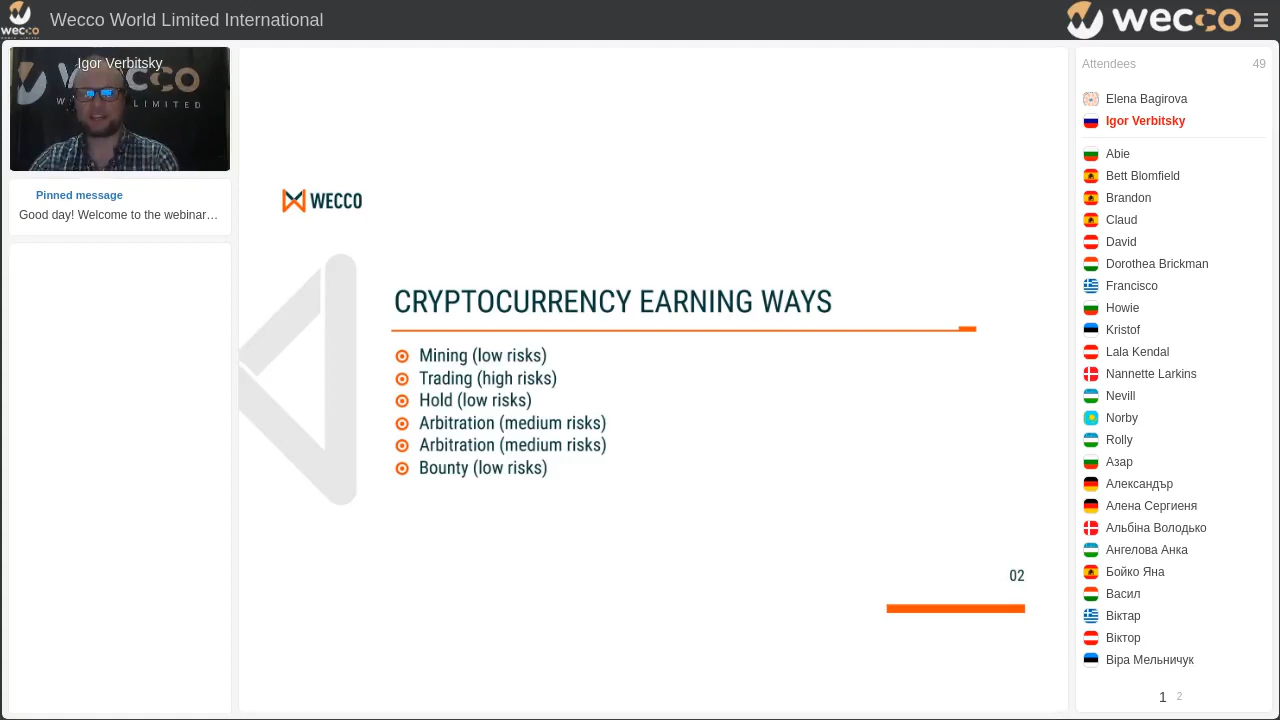 wecco
Wecco World Limited International
wecco
Igor Verbitsky
Pinned message
Good day! Welcome to the webinar…
WECCO
CRYPTOCURRENCY EARNING WAYS
Mining (low risks)
Trading (high risks)
Hold (low risks)
Arbitration (medium risks)
Arbitration (medium risks)
Bounty (low risks)
02
Attendees 49
Elena Bagirova
Igor Verbitsky
Abie
Bett Blomfield
Brandon
Claud
David
Dorothea Brickman
Francisco
Howie
Kristof
Lala Kendal
Nannette Larkins
Nevill
Norby
Rolly
Азар
Александър
Алена Сергиеня
Альбіна Володько
Ангелова Анка
Бойко Яна
Васил
Віктар
Віктор
Віра Мельничук
1 2